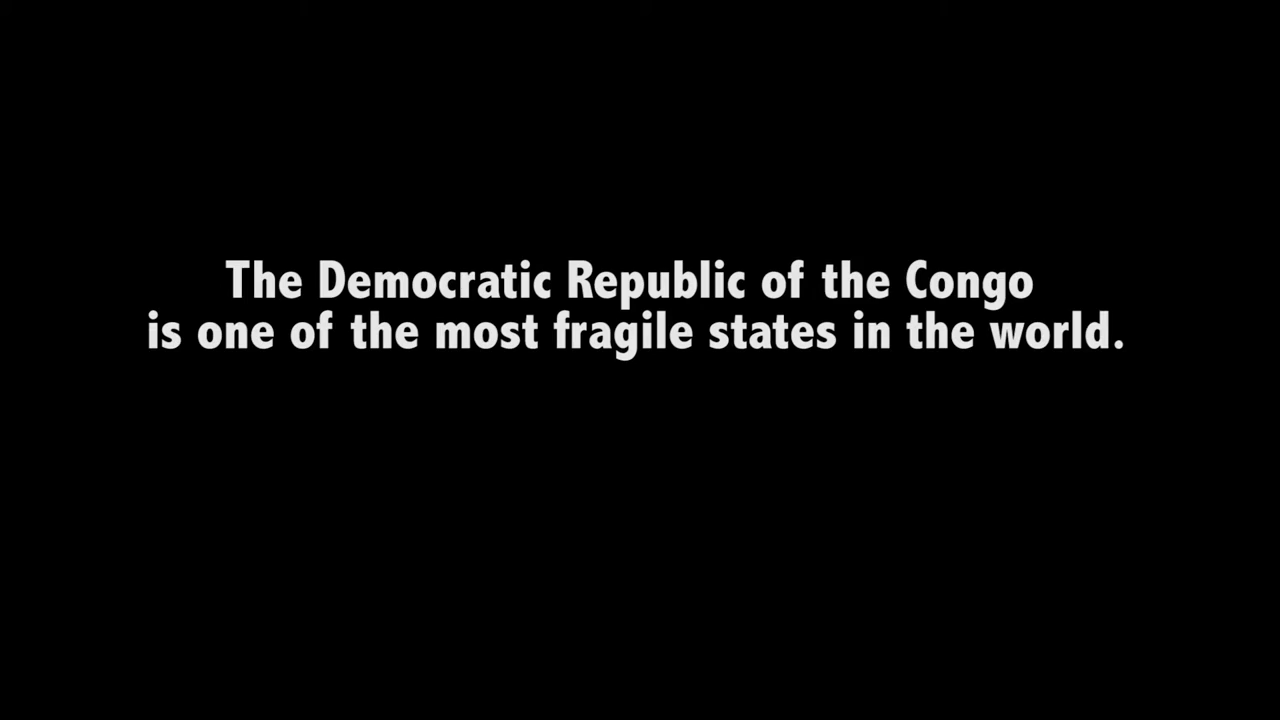 The Democratic Republic of the Congo
is one of the most fragile states in the world.